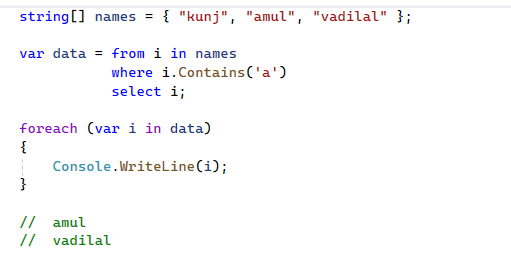 string[] names = { "kunj", "amul", "vadilal" };
var data = from i in names
where i.Contains('a')
select i;
foreach (var i in data)
{
Console.WriteLine(i);
}
// amul
// vadilal